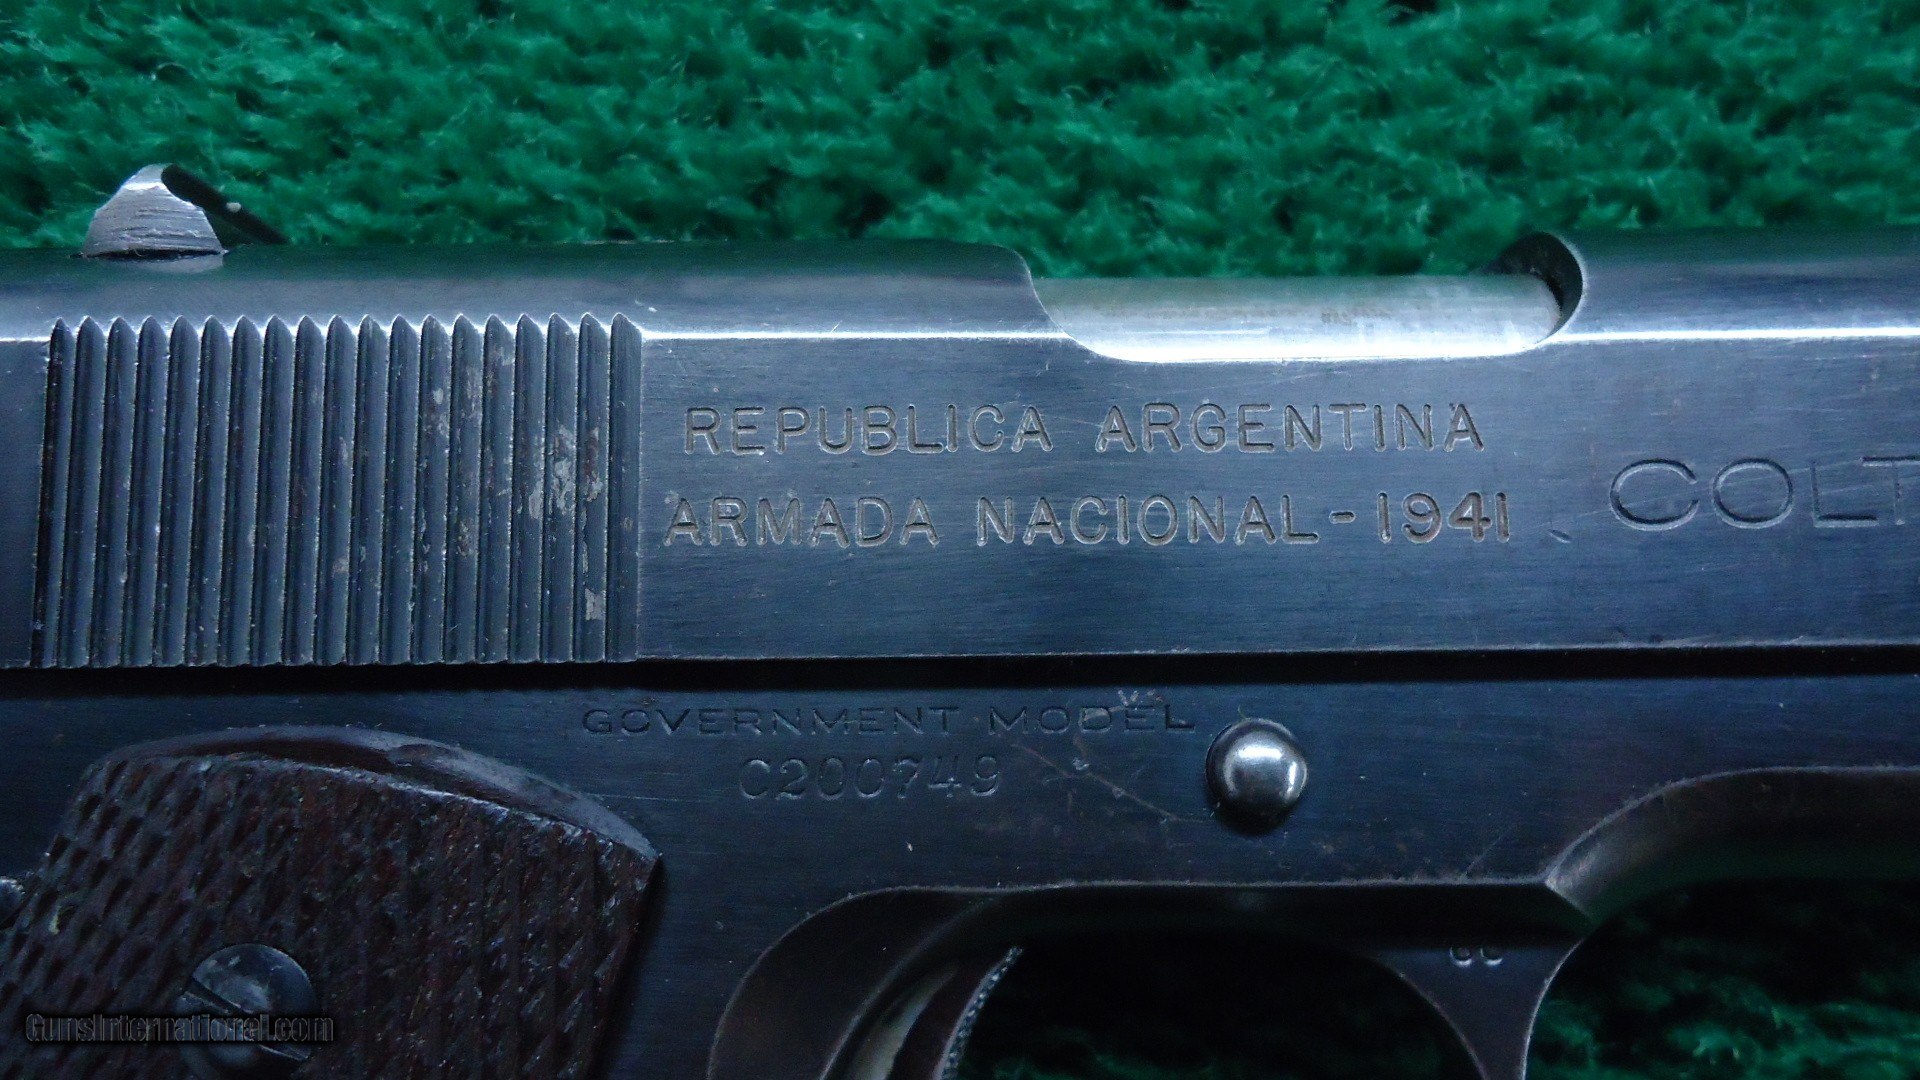 REPUBLICA ARGENTINA
ARMADA NACIONAL - 1941
COLT
GOVERNMENT MODEL
C200749
GunsInternational.com